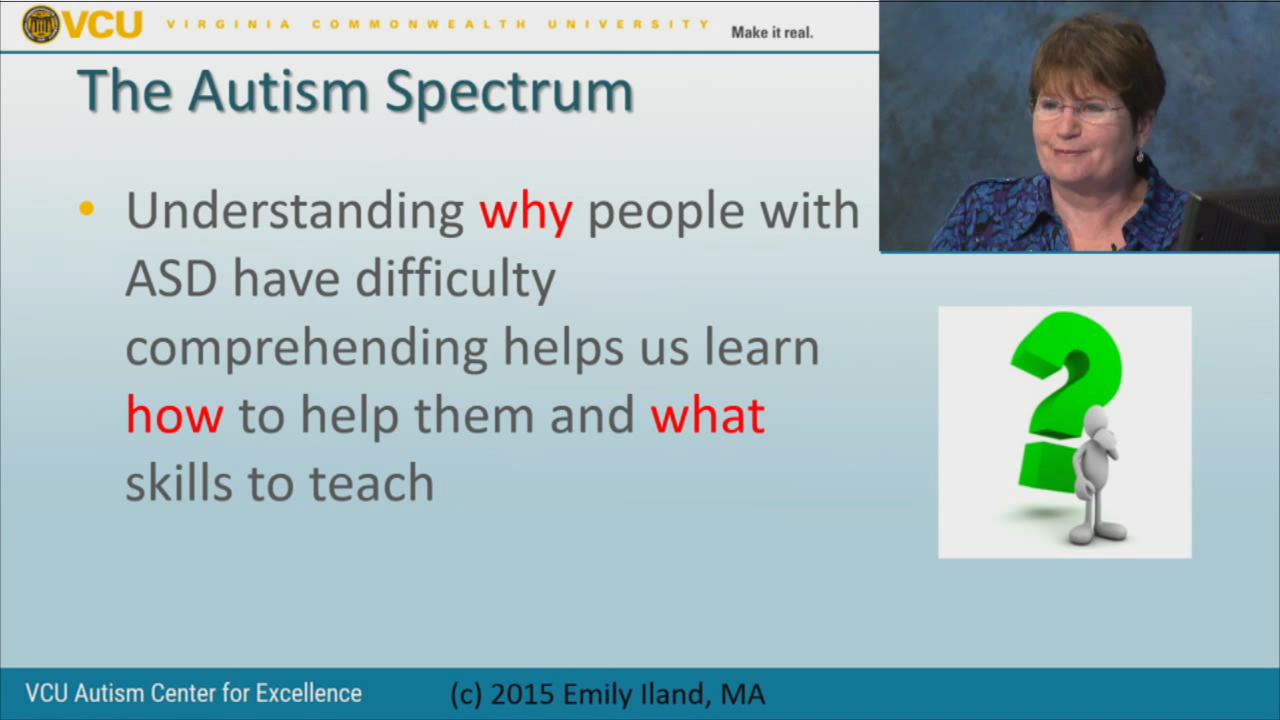 VCU VIRGINIA COMMONWEALTH UNIVERSITY Make it real.
The Autism Spectrum
• Understanding why people with
ASD have difficulty
comprehending helps us learn
how to help them and what
skills to teach
VCU Autism Center for Excellence (c) 2015 Emily Iland, MA